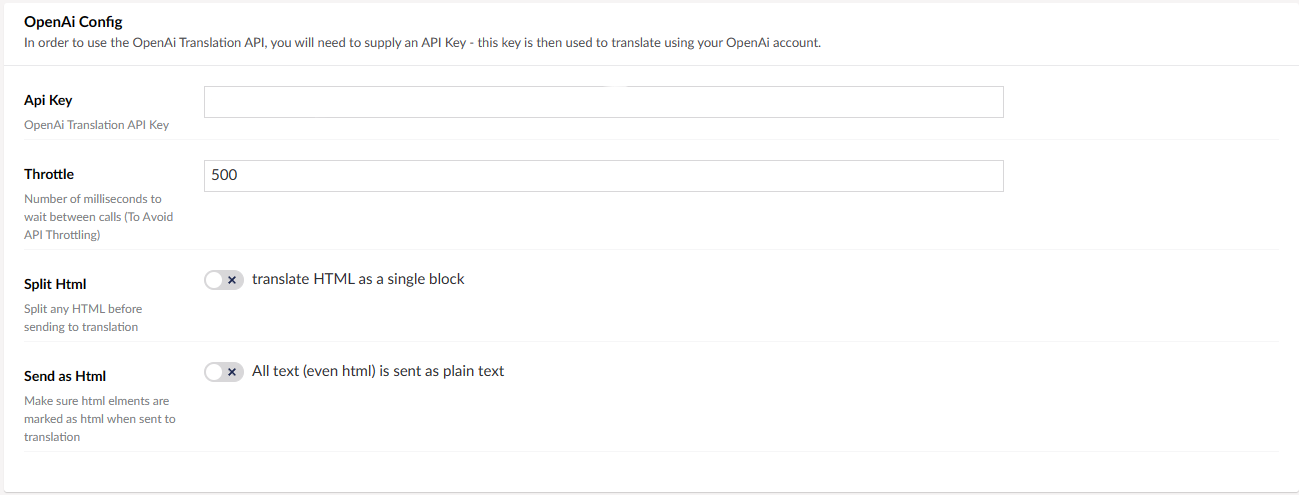 OpenAi Config
In order to use the OpenAi Translation API, you will need to supply an API Key - this key is then used to translate using your OpenAi account.
Api Key
OpenAi Translation API Key
Throttle
500
Number of milliseconds to
wait between calls (To Avoid
API Throttling)
Split Html
translate HTML as a single block
Split any HTML before
sending to translation
Send as Html
All text (even html) is sent as plain text
Make sure html elments are
marked as html when sent to
translation